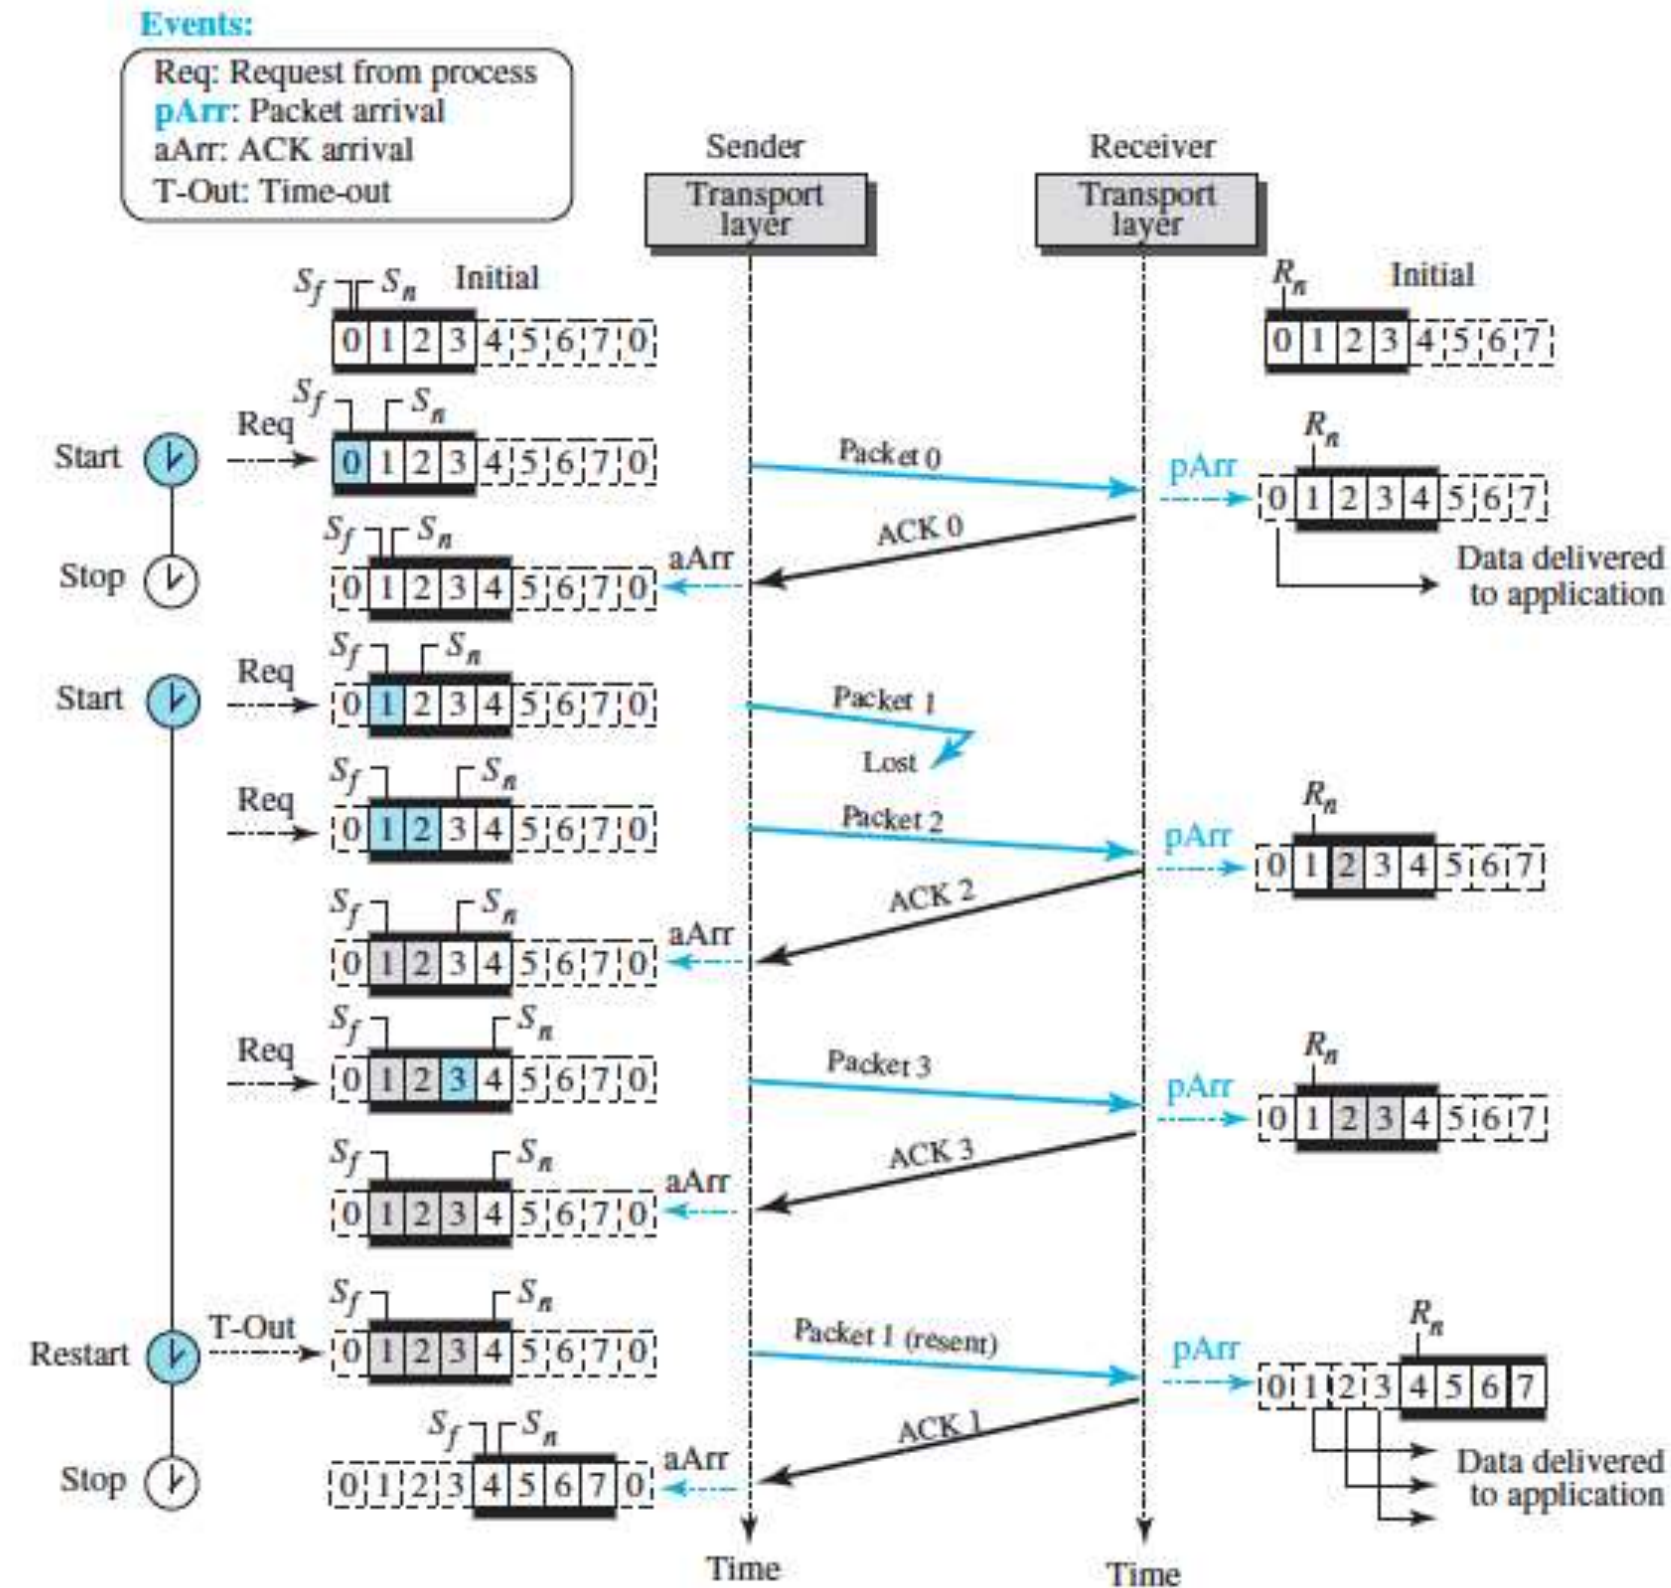 Events:
Req: Request from process
pArr: Packet arrival
aArr: ACK arrival
T-Out: Time-out
Sender
Receiver
Transport
layer
Transport
layer
Sf Sn Initial
0 1 2 3 4 5 6 7 0
Rn Initial
0 1 2 3 4 5 6 7
Start
Req
Sf Sn
0 1 2 3 4 5 6 7 0
Packet 0
pArr
Rn
0 1 2 3 4 5 6 7
ACK 0
Data delivered
to application
Stop
Sf Sn
0 1 2 3 4 5 6 7 0
aArr
Start
Req
Sf Sn
0 1 2 3 4 5 6 7 0
Packet 1
Lost
Req
Sf Sn
0 1 2 3 4 5 6 7 0
Packet 2
pArr
Rn
0 1 2 3 4 5 6 7
ACK 2
Sf Sn
0 1 2 3 4 5 6 7 0
aArr
Req
Sf Sn
0 1 2 3 4 5 6 7 0
Packet 3
pArr
Rn
0 1 2 3 4 5 6 7
ACK 3
Sf Sn
0 1 2 3 4 5 6 7 0
aArr
Restart
T-Out
Sf Sn
0 1 2 3 4 5 6 7 0
Packet 1 (resent)
pArr
Rn
0 1 2 3 4 5 6 7
ACK 1
Data delivered
to application
Stop
Sf Sn
0 1 2 3 4 5 6 7 0
aArr
Time
Time